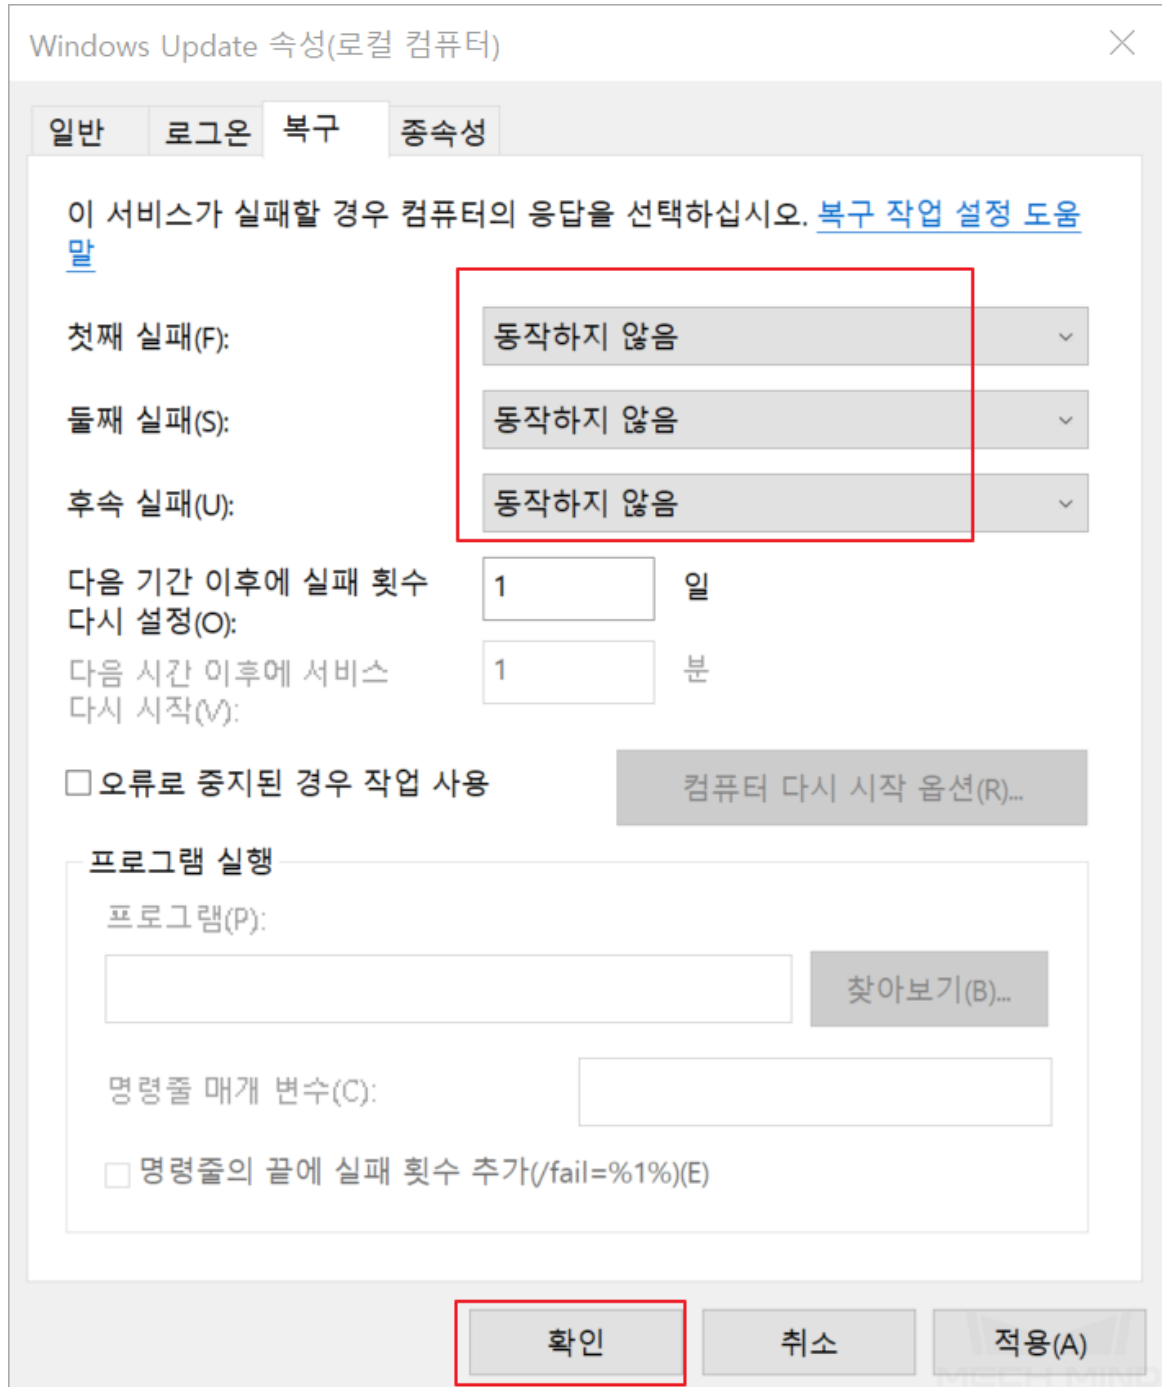 Windows Update 속성(로컬 컴퓨터)
일반 로그온 복구 종속성
이 서비스가 실패할 경우 컴퓨터의 응답을 선택하십시오. 복구 작업 설정 도움
말
첫째 실패(F): 동작하지 않음
둘째 실패(S): 동작하지 않음
후속 실패(U): 동작하지 않음
다음 기간 이후에 실패 횟수
다시 설정(O): 1 일
다음 시간 이후에 서비스
다시 시작(V): 1 분
오류로 중지된 경우 작업 사용 컴퓨터 다시 시작 옵션(R)...
프로그램 실행
프로그램(P):
찾아보기(B)...
명령줄 매개 변수(C):
명령줄의 끝에 실패 횟수 추가(/fail=%1%)(E)
확인 취소 적용(A)
MECH MIND